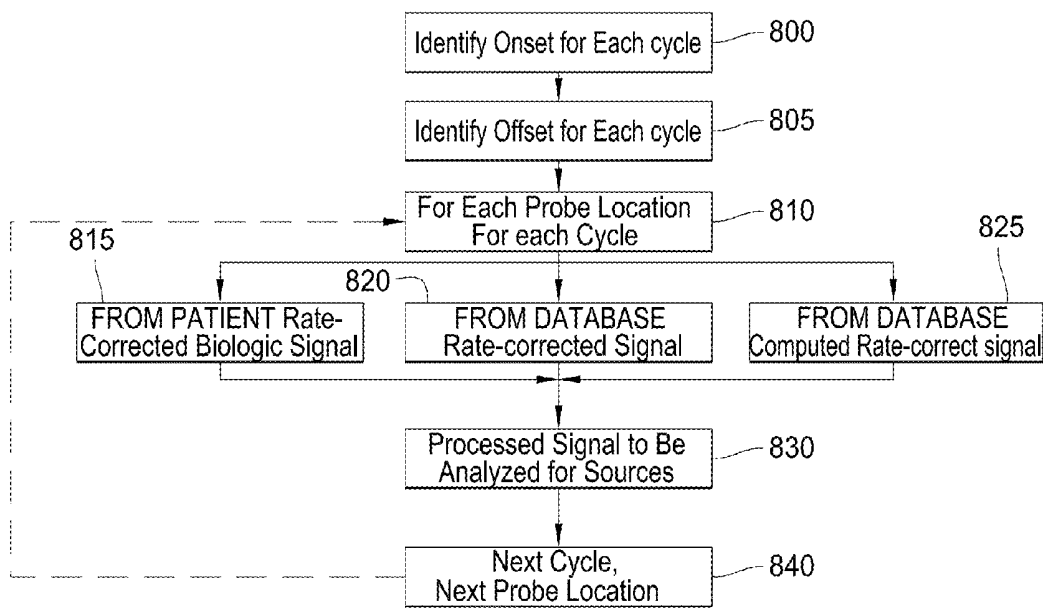 Identify Onset for Each cycle
800
Identify Offset for Each cycle
805
For Each Probe Location
For each Cycle
810
815
820
825
FROM PATIENT Rate-
Corrected Biologic Signal
FROM DATABASE
Rate-corrected Signal
FROM DATABASE
Computed Rate-correct signal
Processed Signal to Be
Analyzed for Sources
830
Next Cycle,
Next Probe Location
840